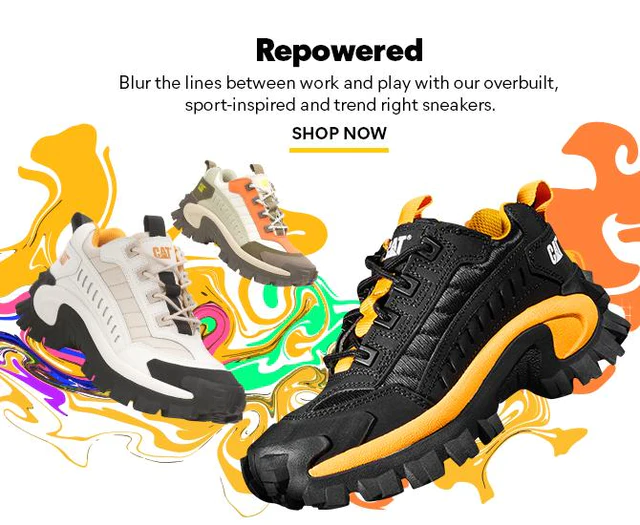 Repowered
Blur the lines between work and play with our overbuilt,
sport-inspired and trend right sneakers.
SHOP NOW
CAT
CAT
CAT